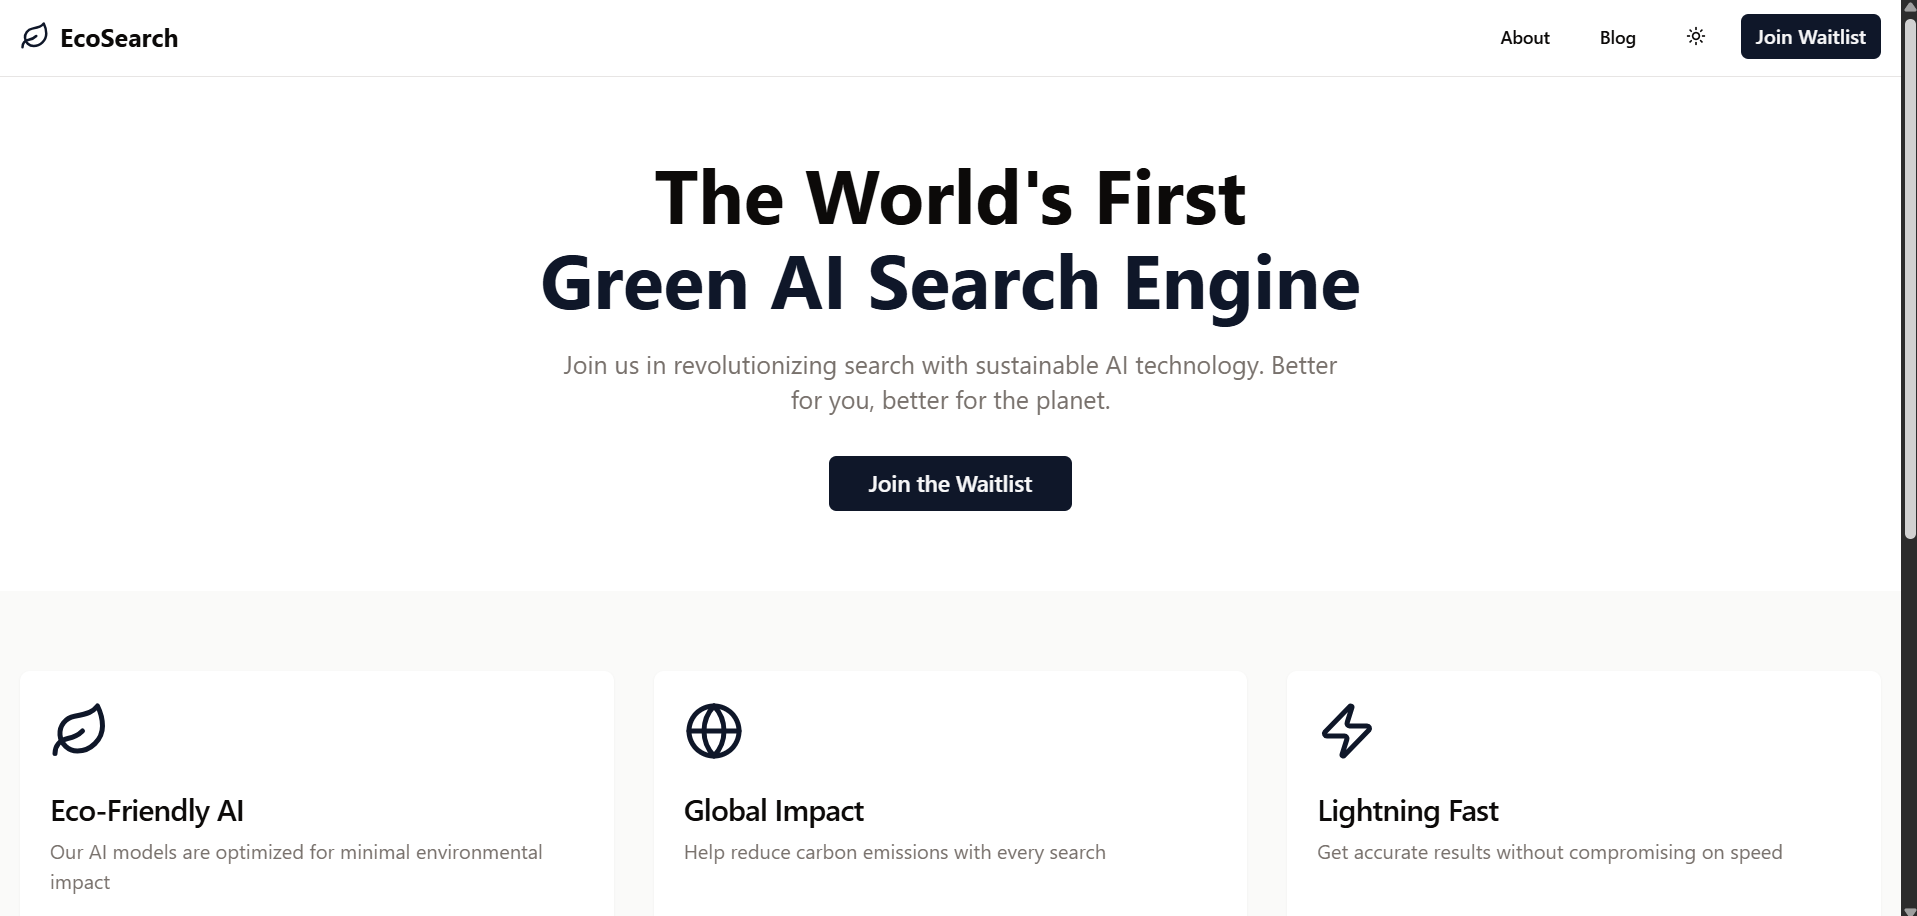 EcoSearch
About
Blog
Join Waitlist
The World's First
Green AI Search Engine
Join us in revolutionizing search with sustainable AI technology. Better
for you, better for the planet.
Join the Waitlist
Eco-Friendly AI
Our AI models are optimized for minimal environmental
impact
Global Impact
Help reduce carbon emissions with every search
Lightning Fast
Get accurate results without compromising on speed